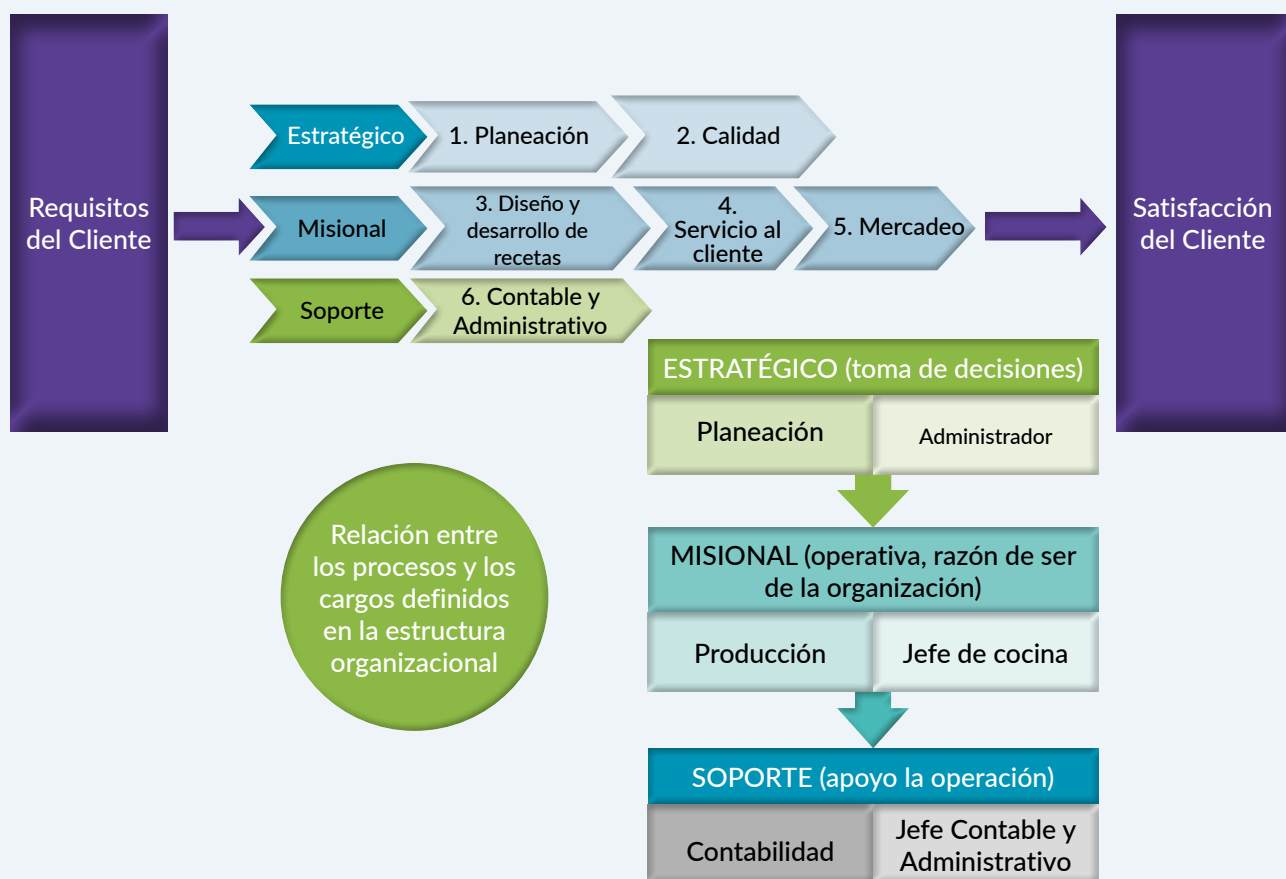 Requisitos
del Cliente
Estratégico
1. Planeación
2. Calidad
Misional
3. Diseño y
desarrollo de
recetas
4.
Servicio al
cliente
5. Mercadeo
Soporte
6. Contable y
Administrativo
Satisfacción
del Cliente
Relación entre
los procesos y los
cargos definidos
en la estructura
organizacional
ESTRATÉGICO (toma de decisiones)
Planeación
Administrador
MISIONAL (operativa, razón de ser
de la organización)
Producción
Jefe de cocina
SOPORTE (apoyo la operación)
Contabilidad
Jefe Contable y
Administrativo